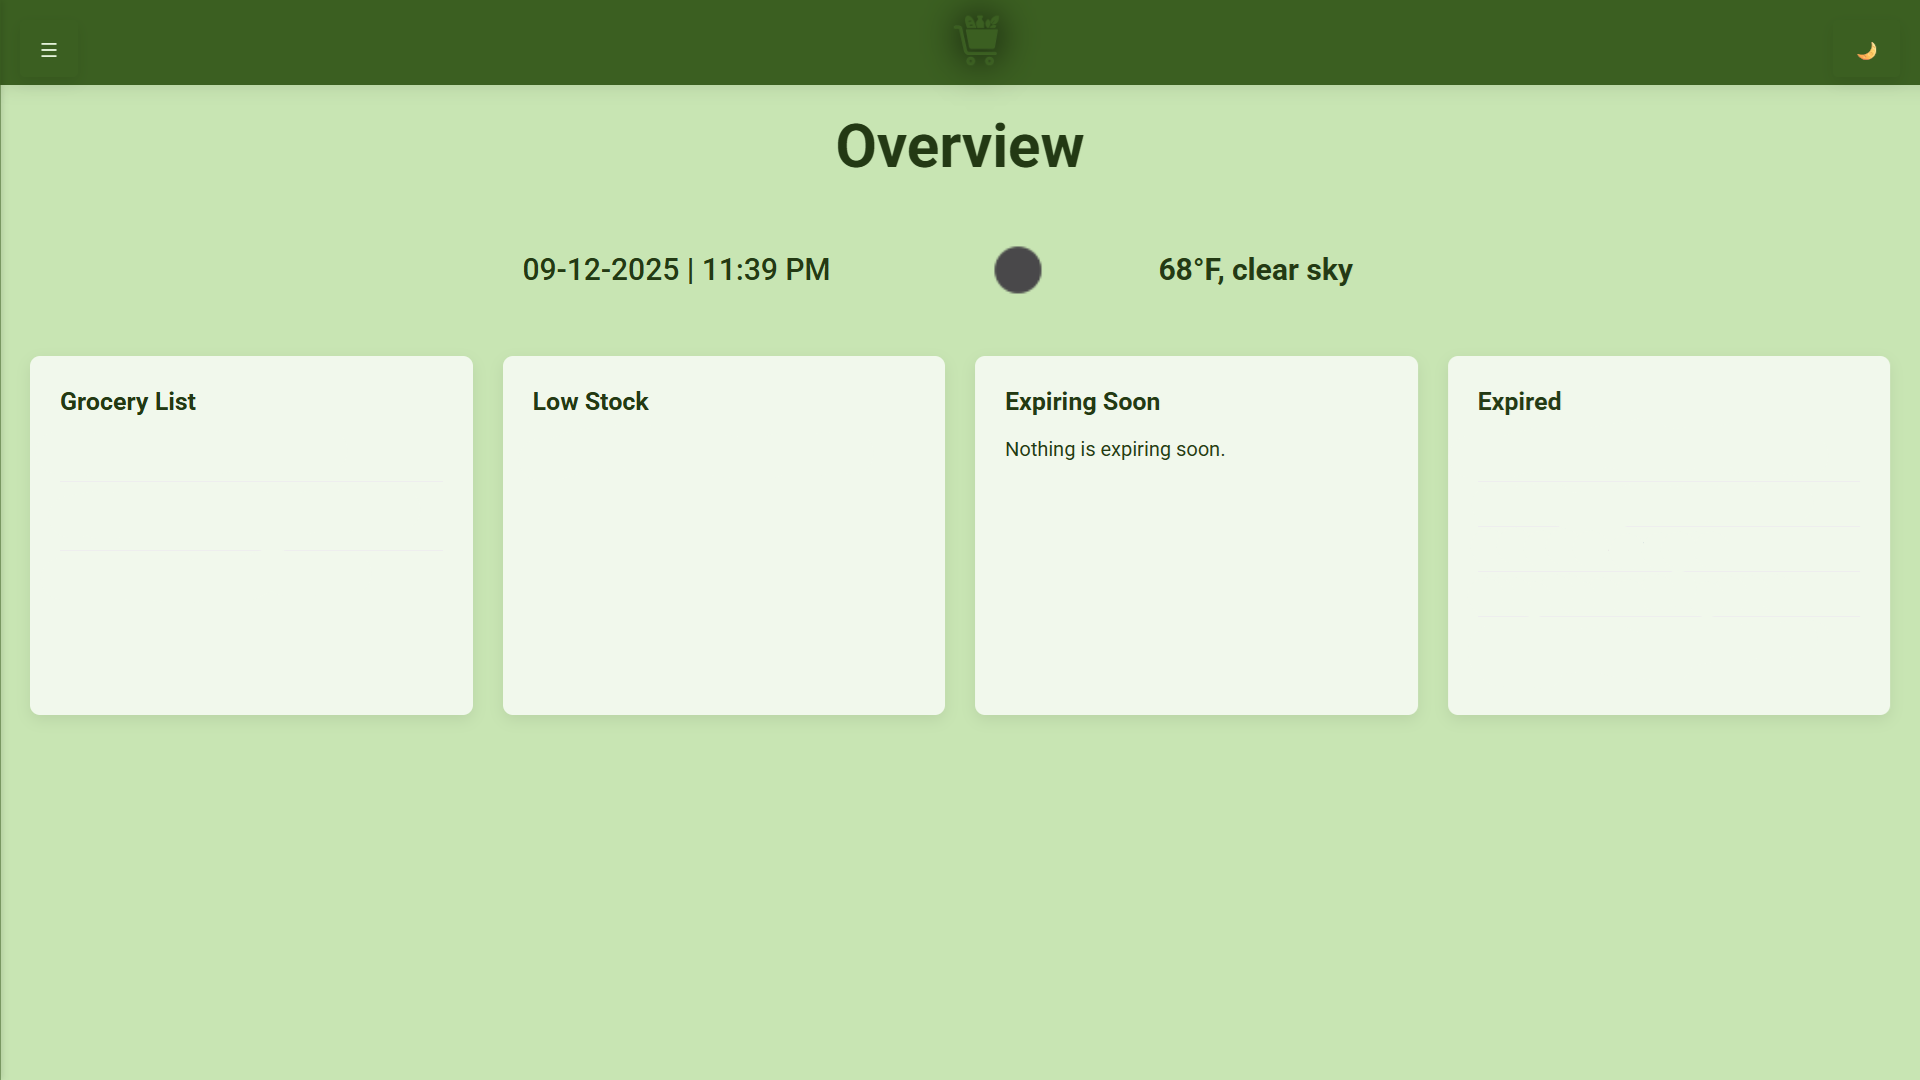 Overview
09-12-2025 | 11:39 PM
68°F, clear sky
Grocery List
Low Stock
Expiring Soon
Nothing is expiring soon.
Expired